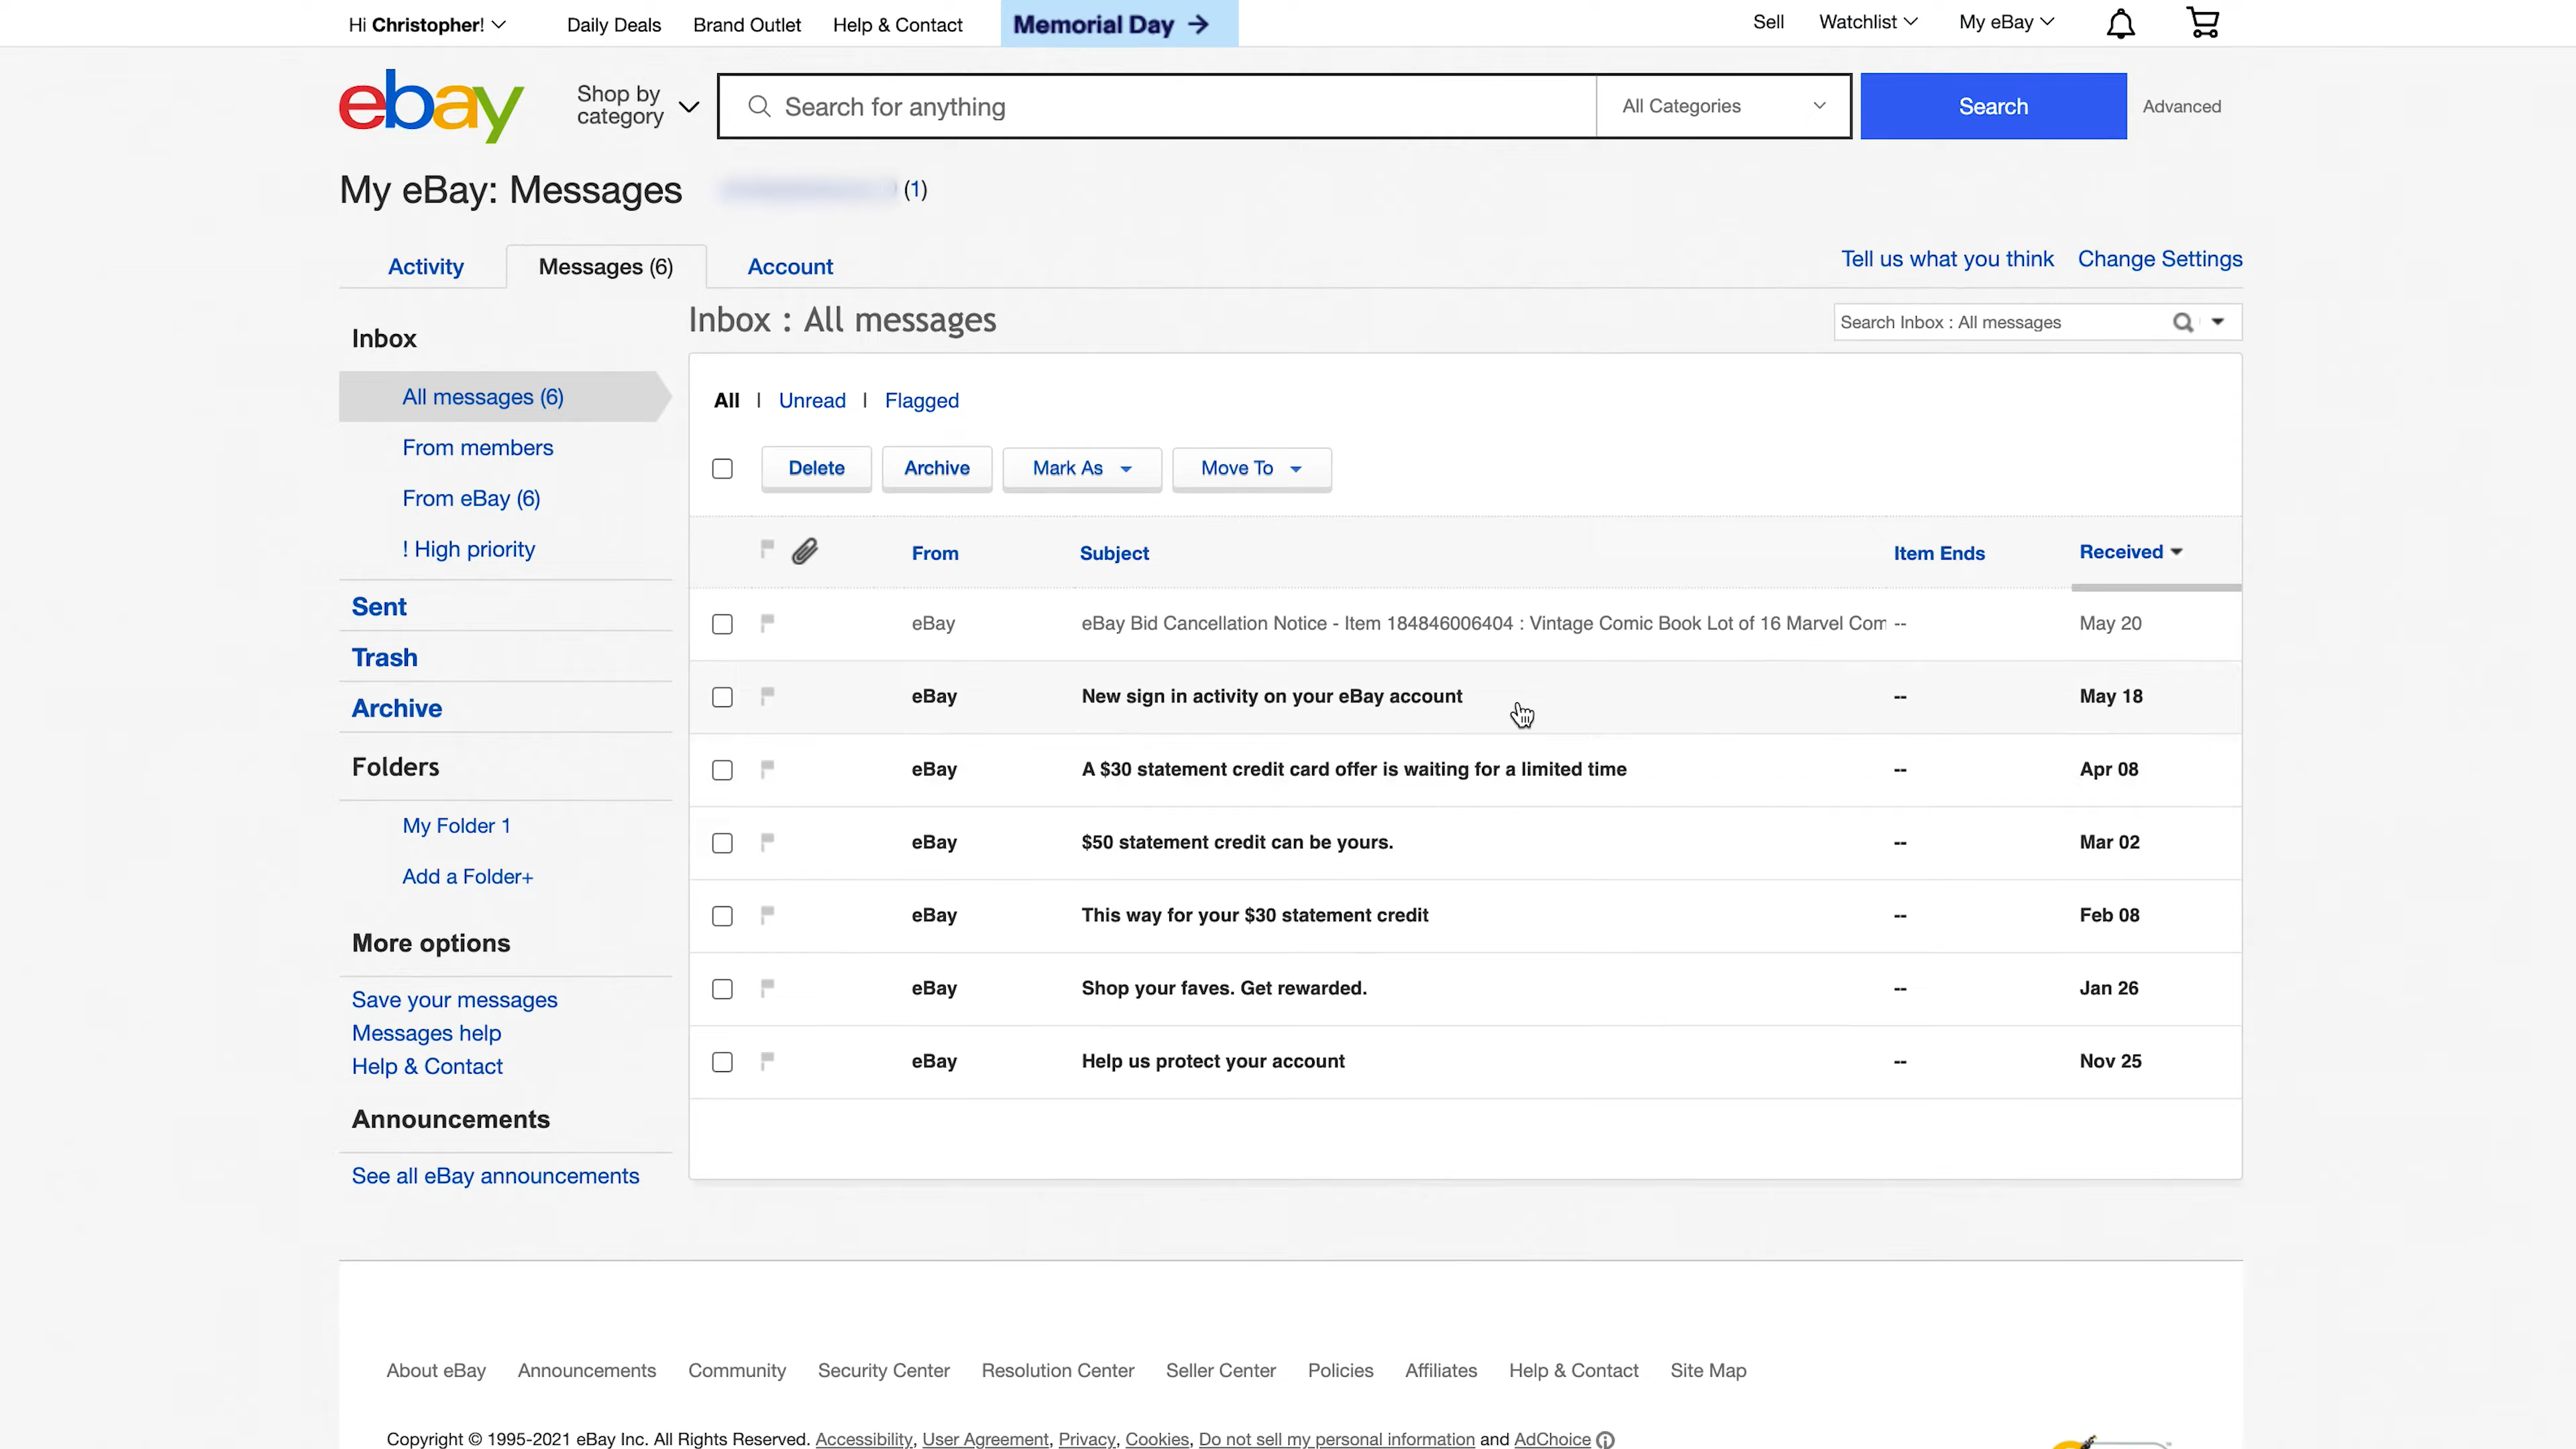 Hi Christopher!
Daily Deals
Brand Outlet
Help & Contact
Memorial Day →
Sell
Watchlist
My eBay
ebay
Shop by
category
Search for anything
All Categories
Search
Advanced
My eBay: Messages
(1)
Activity
Messages (6)
Account
Tell us what you think
Change Settings
Inbox
All messages (6)
From members
From eBay (6)
! High priority
Sent
Trash
Archive
Folders
My Folder 1
Add a Folder+
More options
Save your messages
Messages help
Help & Contact
Announcements
See all eBay announcements
Inbox : All messages
Search Inbox : All messages
All | Unread | Flagged
Delete
Archive
Mark As
Move To
From Subject Item Ends Received
eBay eBay Bid Cancellation Notice - Item 184846006404 : Vintage Comic Book Lot of 16 Marvel Com -- May 20
eBay New sign in activity on your eBay account -- May 18
eBay A $30 statement credit card offer is waiting for a limited time -- Apr 08
eBay $50 statement credit can be yours. -- Mar 02
eBay This way for your $30 statement credit -- Feb 08
eBay Shop your faves. Get rewarded. -- Jan 26
eBay Help us protect your account -- Nov 25
About eBay Announcements Community Security Center Resolution Center Seller Center Policies Affiliates Help & Contact Site Map
Copyright © 1995-2021 eBay Inc. All Rights Reserved. Accessibility, User Agreement, Privacy, Cookies, Do not sell my personal information and AdChoice